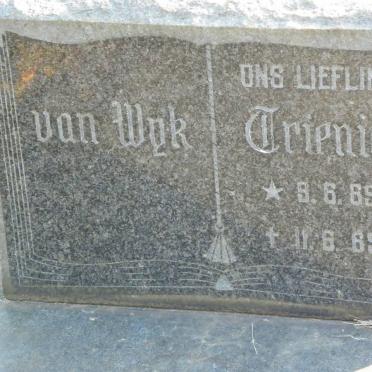 van Wyk
ONS LIEFLIN
Trieni
★ 8.6.69
† 11.6.69